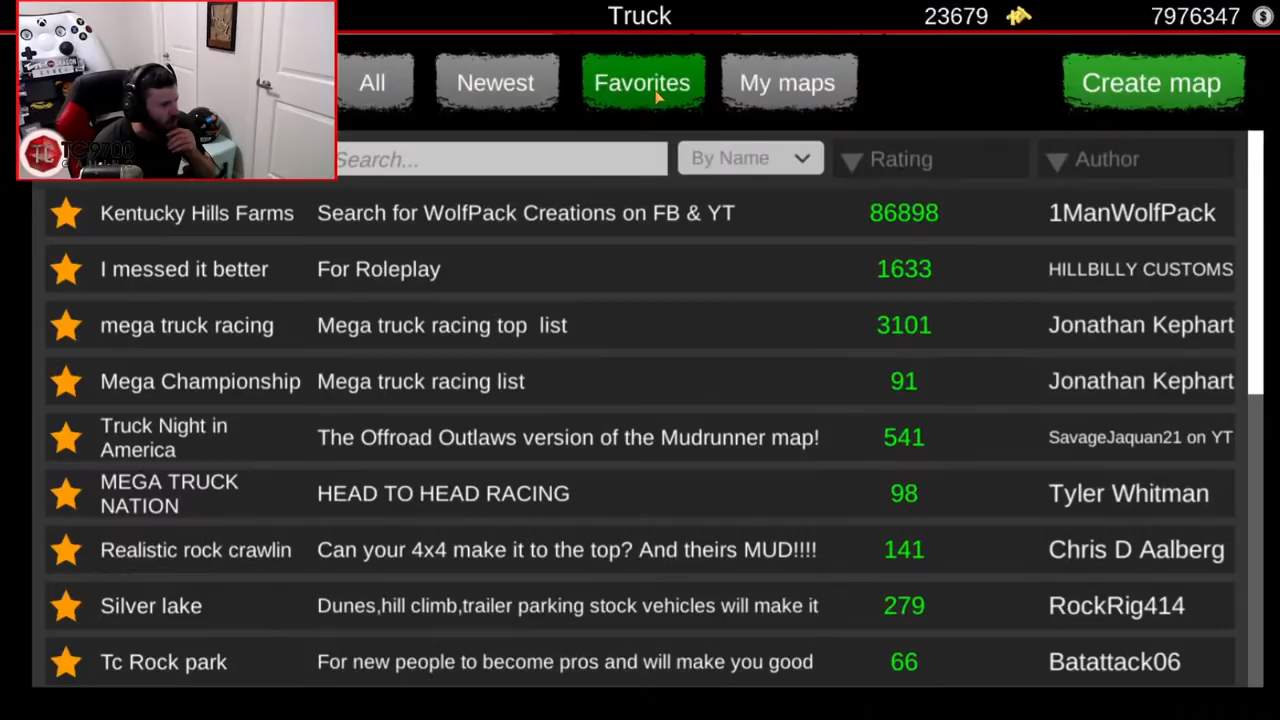 Truck
23679
7976347
All
Newest
Favorites
My maps
Create map
TC9700
GAMING
TC
Search...
By Name
Rating
Author
Kentucky Hills Farms
Search for WolfPack Creations on FB & YT
86898
1ManWolfPack
I messed it better
For Roleplay
1633
HILLBILLY CUSTOMS
mega truck racing
Mega truck racing top list
3101
Jonathan Kephart
Mega Championship
Mega truck racing list
91
Jonathan Kephart
Truck Night in
America
The Offroad Outlaws version of the Mudrunner map!
541
SavageJaquan21 on YT
MEGA TRUCK
NATION
HEAD TO HEAD RACING
98
Tyler Whitman
Realistic rock crawlin
Can your 4x4 make it to the top? And theirs MUD!!!!
141
Chris D Aalberg
Silver lake
Dunes,hill climb,trailer parking stock vehicles will make it
279
RockRig414
Tc Rock park
For new people to become pros and will make you good
66
Batattack06